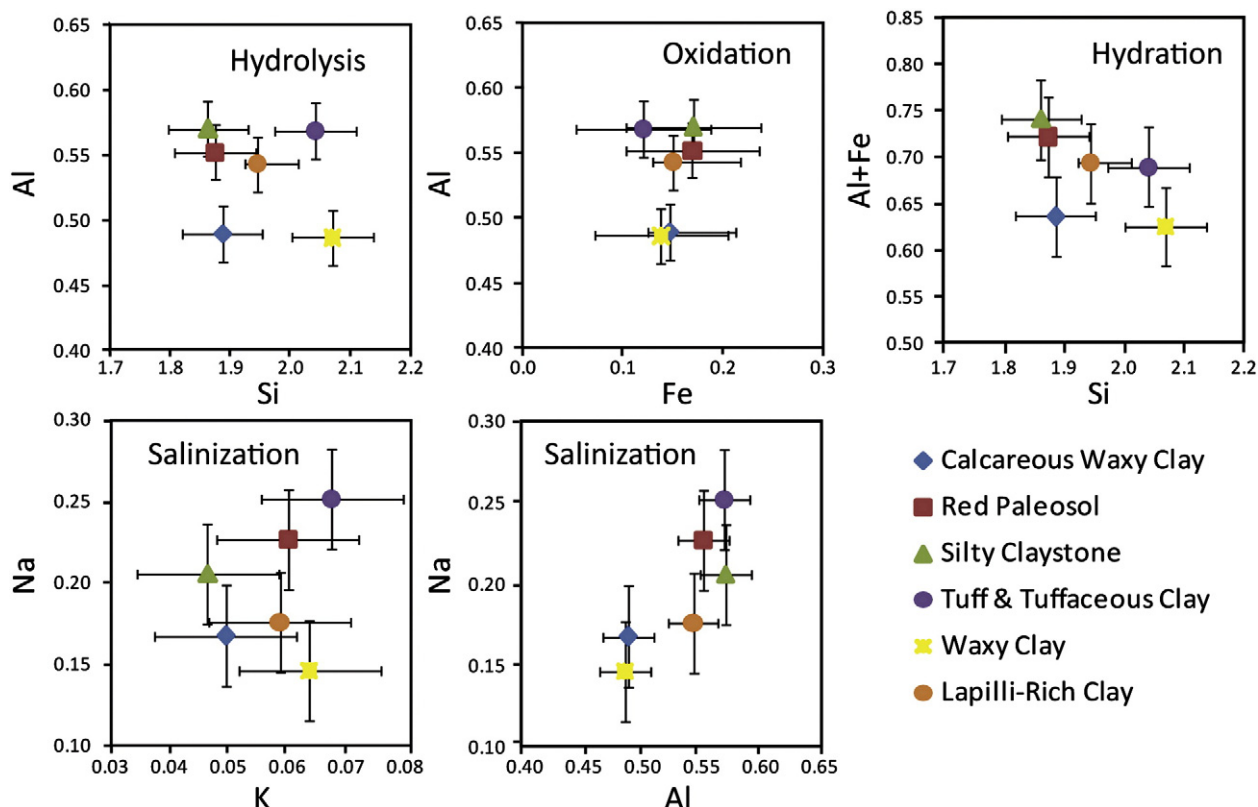 0.65
0.60
0.55
0.50
0.45
0.40
Al
Hydrolysis
1.7 1.8 1.9 2.0 2.1 2.2
Si
0.65
0.60
0.55
0.50
0.45
0.40
Al
Oxidation
0.0 0.1 0.2 0.3
Fe
0.85
0.80
0.75
0.70
0.65
0.60
0.55
0.50
Al+Fe
Hydration
1.7 1.8 1.9 2.0 2.1 2.2
Si
0.30
0.25
0.20
0.15
0.10
Na
Salinization
0.03 0.04 0.05 0.06 0.07 0.08
K
0.30
0.25
0.20
0.15
0.10
Na
Salinization
0.40 0.45 0.50 0.55 0.60 0.65
Al
Calcareous Waxy Clay
Red Paleosol
Silty Claystone
Tuff & Tuffaceous Clay
Waxy Clay
Lapilli-Rich Clay